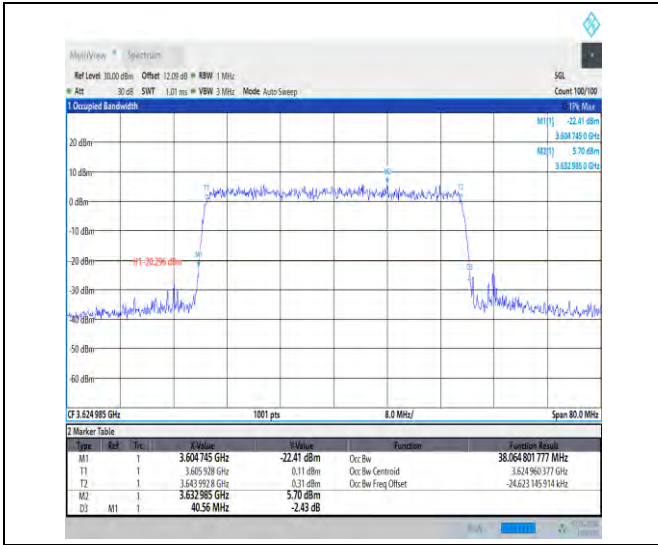 MultiView Spectrum
Ref Level 30.00 dBm Offset 12.09 dB RBW 1 MHz SGL
Att 30 dB SWT 1.01 ms VBW 3 MHz Mode Auto Sweep Count 100/100
1 Occupied Bandwidth 1Pk Max
M1[1] -22.41 dBm
3.604 745 0 GHz
20 dBm
M2[1] 5.70 dBm
3.632 985 0 GHz
10 dBm
M2
T1 T2
0 dBm
-10 dBm
M1
-20 dBm H1 -20.296 dBm
D3
-30 dBm
-40 dBm
-50 dBm
-60 dBm
CF 3.624 985 GHz 1001 pts 8.0 MHz/ Span 80.0 MHz
2 Marker Table
Type Ref Trc X-Value Y-Value Function Function Result
M1 1 3.604 745 GHz -22.41 dBm Occ Bw 38.064 801 777 MHz
T1 1 3.605 928 GHz 0.11 dBm Occ Bw Centroid 3.624 960 377 GHz
T2 1 3.643 992 8 GHz 0.31 dBm Occ Bw Freq Offset -24.623 145 914 kHz
M2 1 3.632 985 GHz 5.70 dBm
D3 M1 1 40.56 MHz -2.43 dB